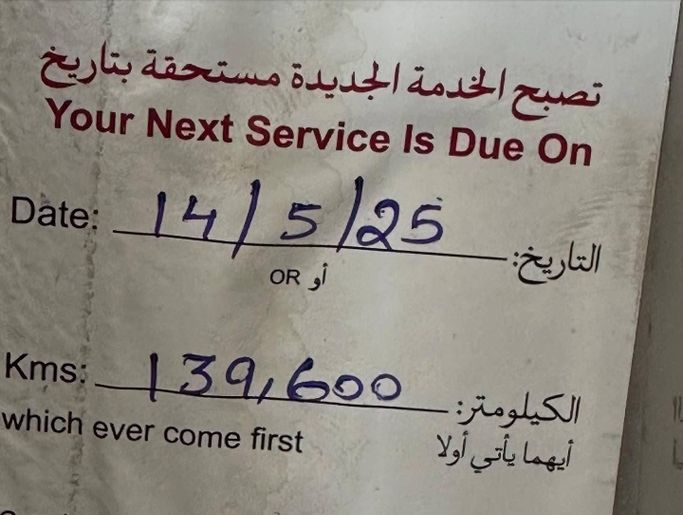 تصبح الخدمة الجديدة مستحقة بتاريخ
Your Next Service Is Due On
Date: 14/5/25 التاريخ:
OR أو
Kms: 139,600 الكيلومتر:
which ever come first أيهما يأتي أولا